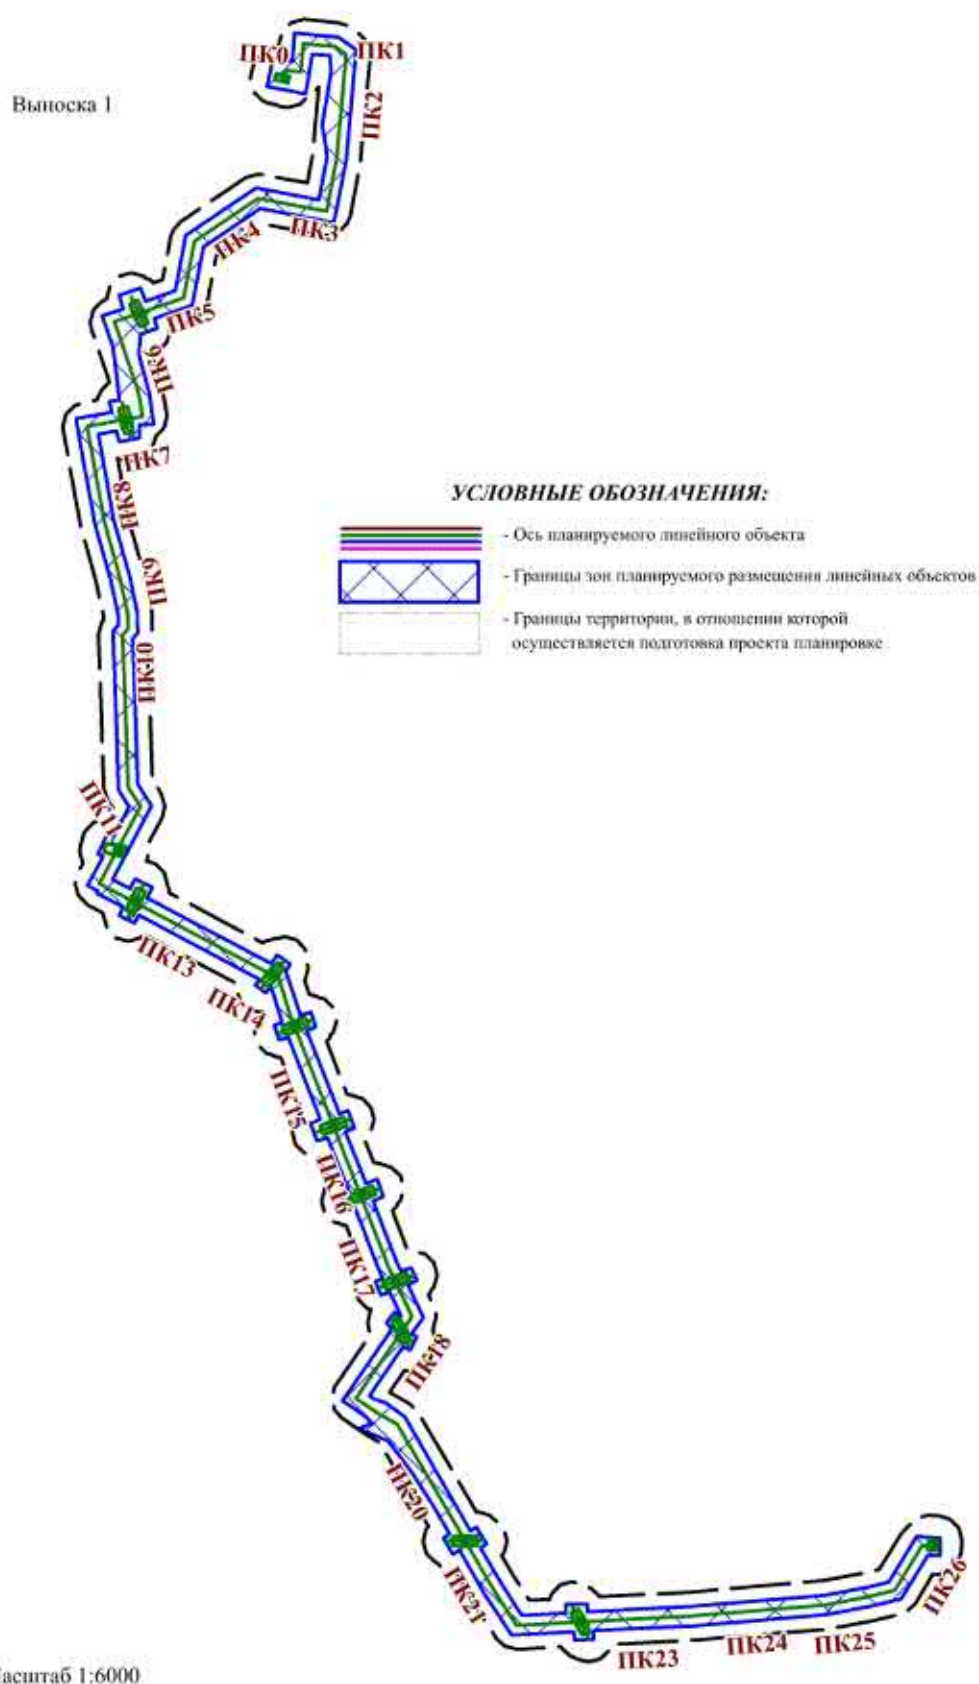 ПК0
ПК1
Выноска 1
ПК2
ПК3
ПК4
ПК5
ПК6
ПК7
ПК8
УСЛОВНЫЕ ОБОЗНАЧЕНИЯ:
- Ось планируемого линейного объекта
- Границы зон планируемого размещения линейных объектов
- Границы территории, в отношении которой
осуществляется подготовка проекта планировке
ПК9
ПК10
ПК11
ПК13
ПК14
ПК15
ПК16
ПК17
ПК18
ПК20
ПК21
ПК23
ПК24
ПК25
ПК26
асштаб 1:6000